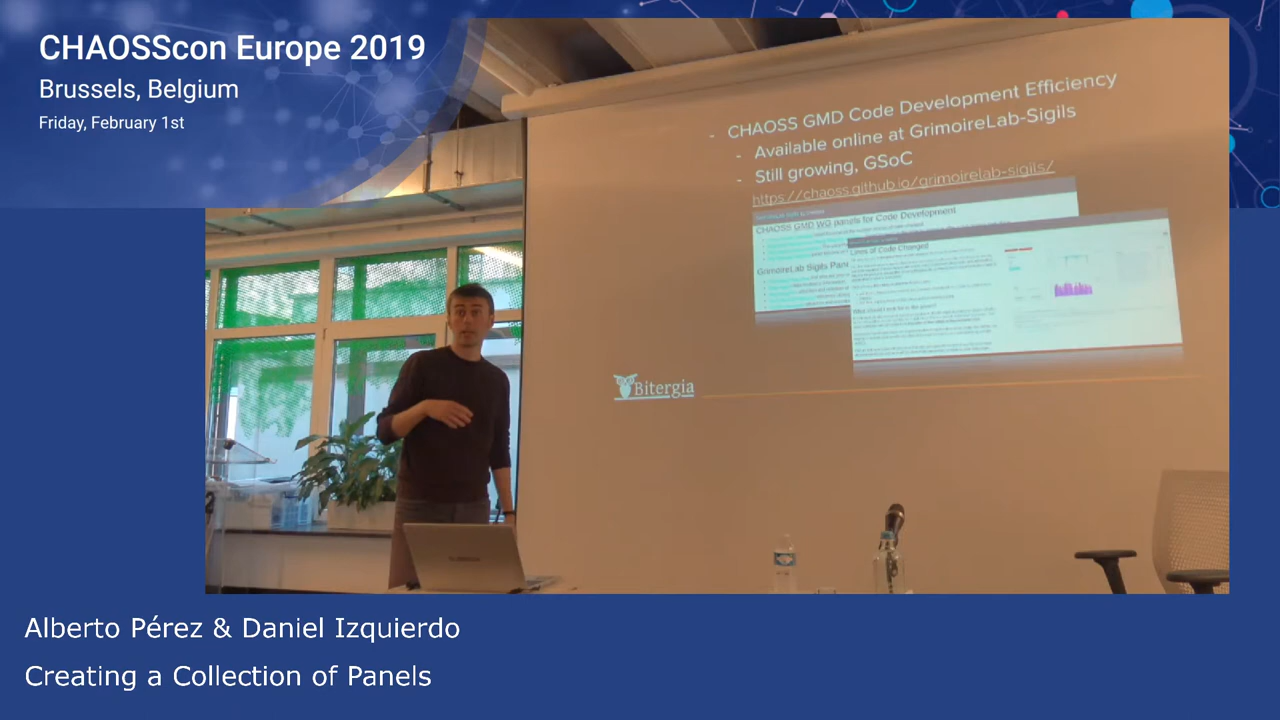 CHAOSScon Europe 2019
Brussels, Belgium
Friday, February 1st
- CHAOSS GMD Code Development Efficiency
- Available online at GrimoireLab-Sigils
- Still growing, GSoC
https://chaoss.github.io/grimoirelab-sigils/
CHAOSS GMD WG panels for Code Development
GrimoireLab Sigils Pan
Lines of Code Changed
Bitergia
Alberto Pérez & Daniel Izquierdo
Creating a Collection of Panels